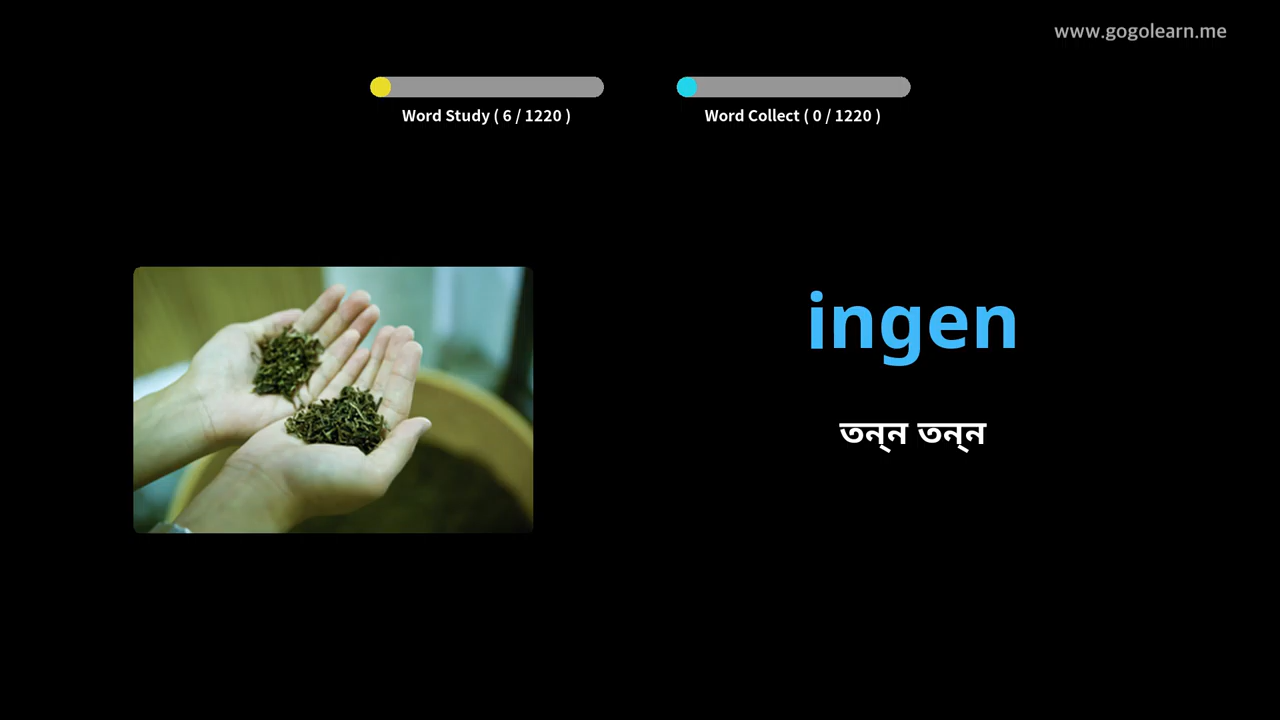 www.gogolearn.me
Word Study ( 6 / 1220 )
Word Collect ( 0 / 1220 )
ingen
তন্‌ন তন্‌ন